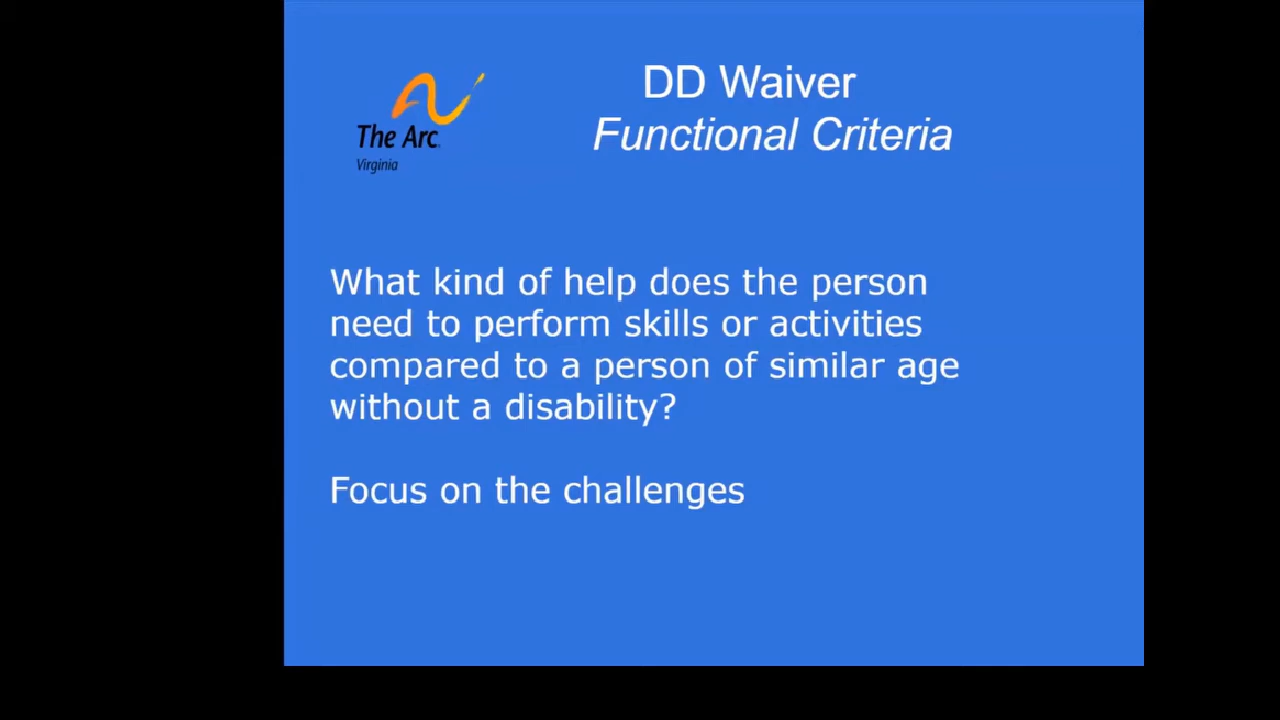 The Arc
Virginia
DD Waiver
Functional Criteria
What kind of help does the person
need to perform skills or activities
compared to a person of similar age
without a disability?
Focus on the challenges